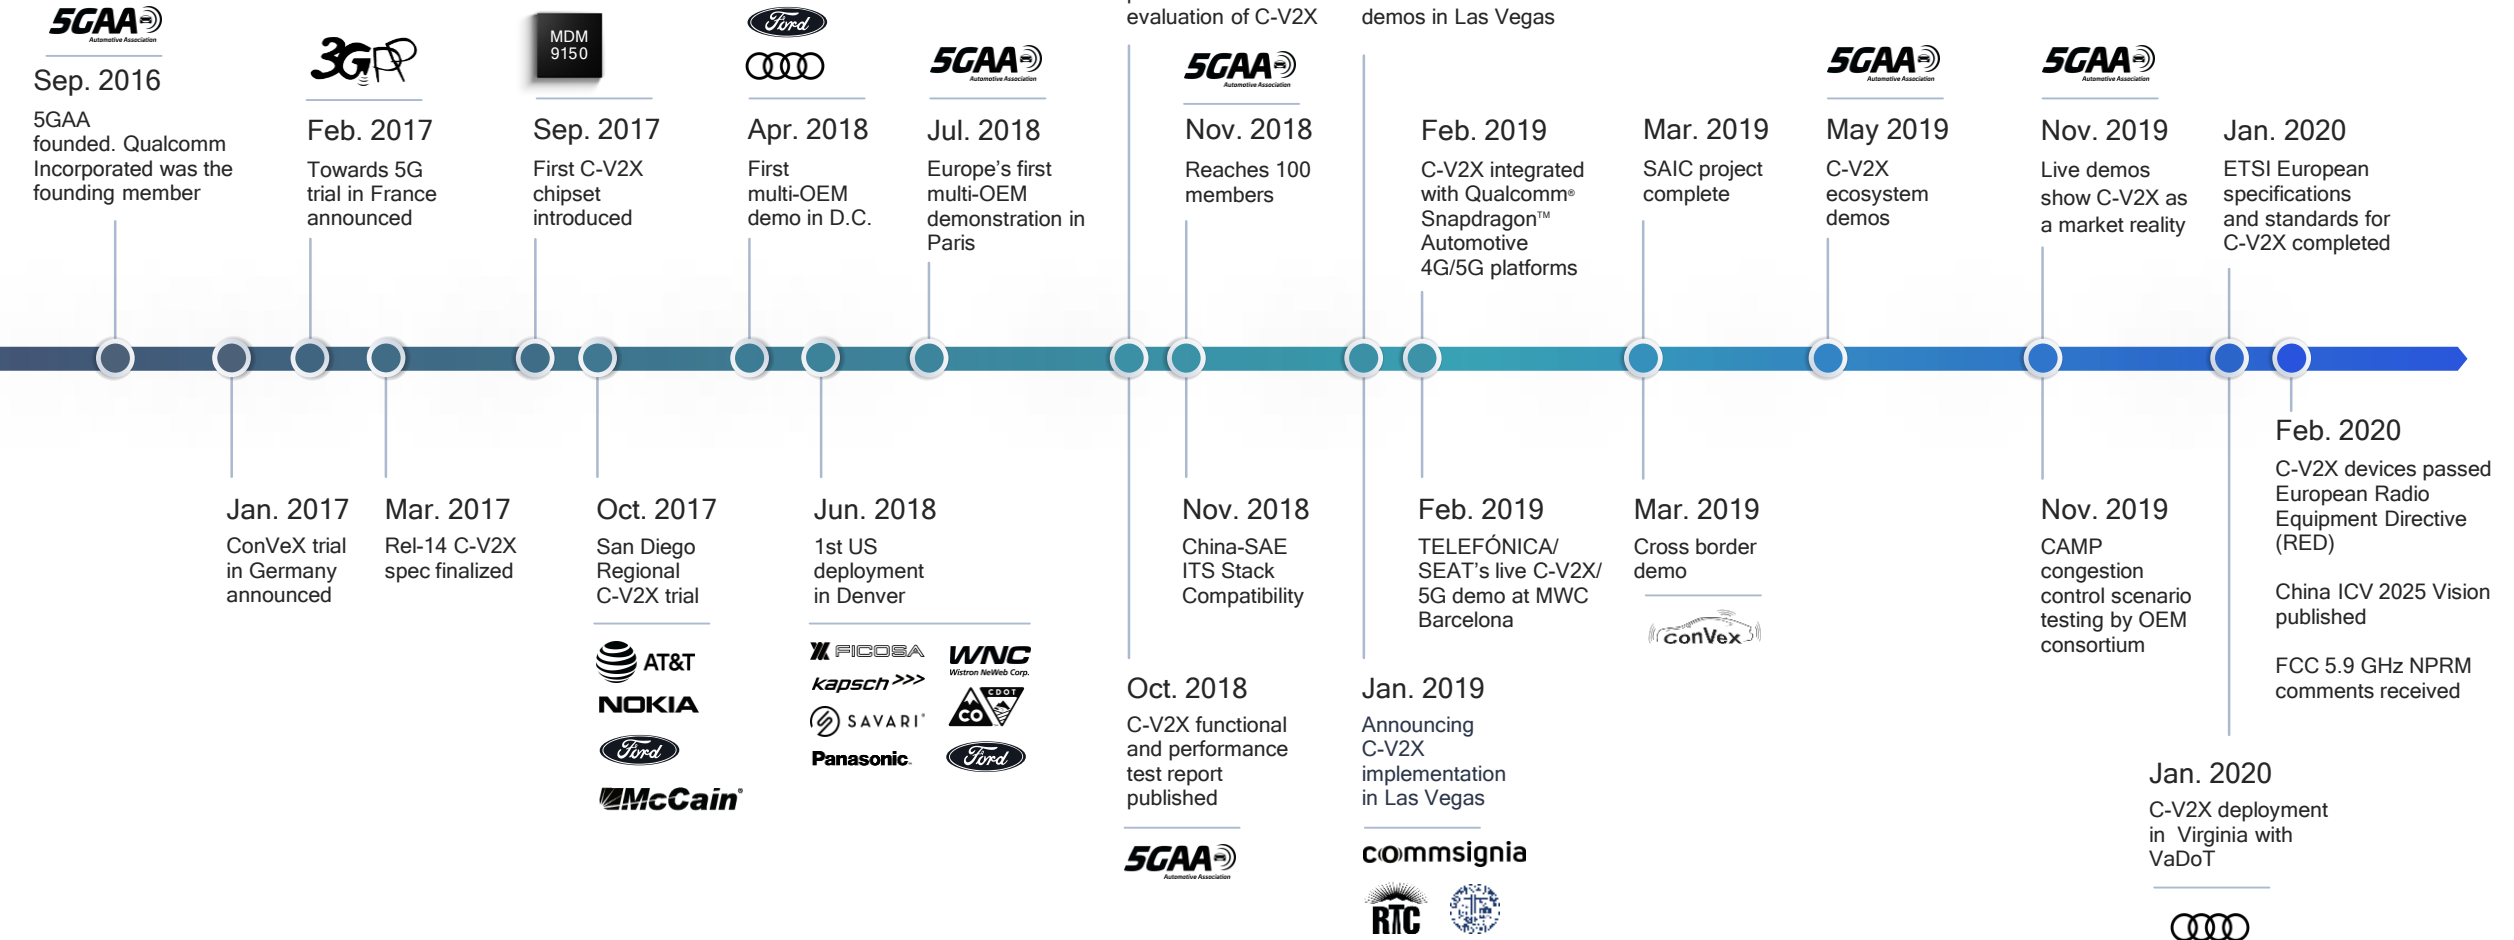 5GAA
Automotive Association
Sep. 2016
5GAA
founded. Qualcomm
Incorporated was the
founding member
3GPP
Feb. 2017
Towards 5G
trial in France
announced
MDM
9150
Sep. 2017
First C-V2X
chipset
introduced
Ford
Apr. 2018
First
multi-OEM
demo in D.C.
5GAA
Automotive Association
Jul. 2018
Europe's first
multi-OEM
demonstration in
Paris
evaluation of C-V2X
5GAA
Automotive Association
Nov. 2018
Reaches 100
members
demos in Las Vegas
Feb. 2019
C-V2X integrated
with Qualcomm®
Snapdragon™
Automotive
4G/5G platforms
Mar. 2019
SAIC project
complete
5GAA
Automotive Association
May 2019
C-V2X
ecosystem
demos
5GAA
Automotive Association
Nov. 2019
Live demos
show C-V2X as
a market reality
Jan. 2020
ETSI European
specifications
and standards for
C-V2X completed
Jan. 2017
ConVeX trial
in Germany
announced
Mar. 2017
Rel-14 C-V2X
spec finalized
Oct. 2017
San Diego
Regional
C-V2X trial
AT&T
NOKIA
Ford
McCain®
Jun. 2018
1st US
deployment
in Denver
FICOSA
kapsch >>>
SAVARI
Panasonic
WNC
Wistron NeWeb Corp.
CDOT
CO
Ford
Oct. 2018
C-V2X functional
and performance
test report
published
5GAA
Automotive Association
Nov. 2018
China-SAE
ITS Stack
Compatibility
Jan. 2019
Announcing
C-V2X
implementation
in Las Vegas
commsignia
RTC
Feb. 2019
TELEFÓNICA/
SEAT's live C-V2X/
5G demo at MWC
Barcelona
Mar. 2019
Cross border
demo
ConVeX
Nov. 2019
CAMP
congestion
control scenario
testing by OEM
consortium
Jan. 2020
C-V2X deployment
in Virginia with
VaDoT
Feb. 2020
C-V2X devices passed
European Radio
Equipment Directive
(RED)
China ICV 2025 Vision
published
FCC 5.9 GHz NPRM
comments received